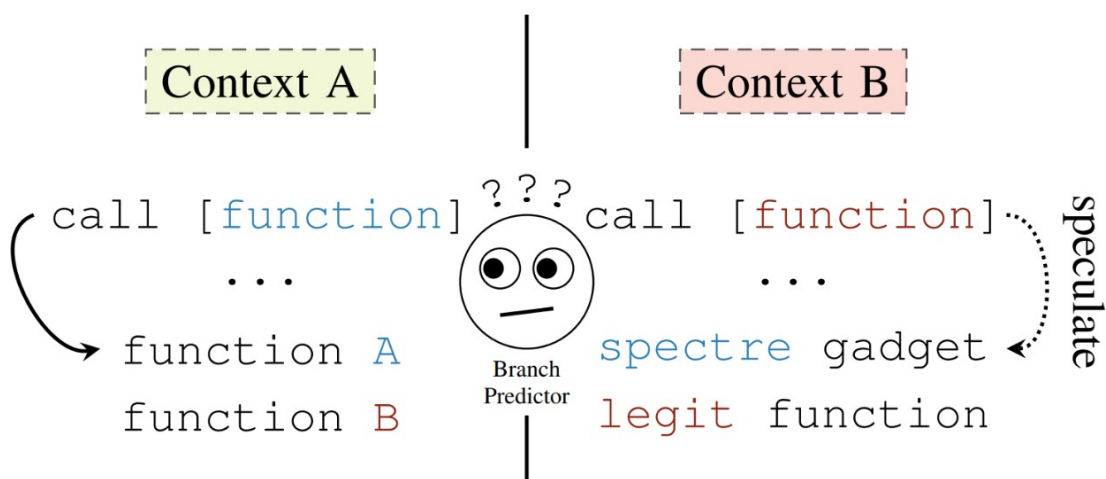 Context A
Context B
? ? ?
call [function]
call [function]
speculate
...
...
function A
spectre gadget
Branch
Predictor
function B
legit function